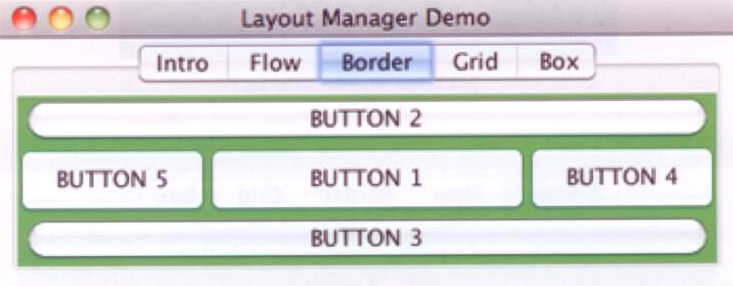 Layout Manager Demo
Intro Flow Border Grid Box
BUTTON 2
BUTTON 5 BUTTON 1 BUTTON 4
BUTTON 3